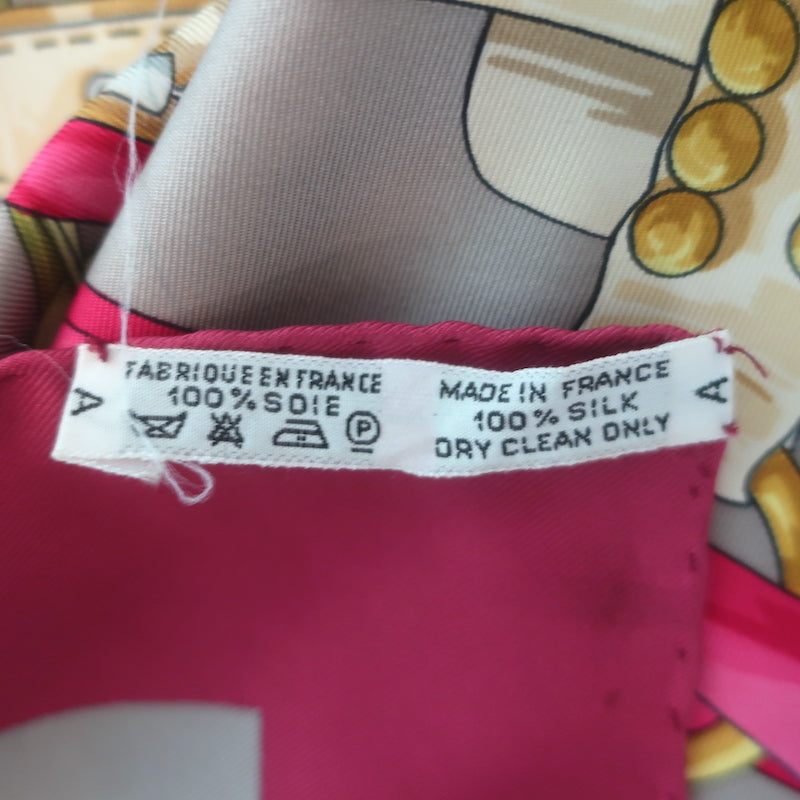 A
FABRIQUE EN FRANCE
100% SOIE
P
MADE IN FRANCE
100% SILK
DRY CLEAN ONLY
A